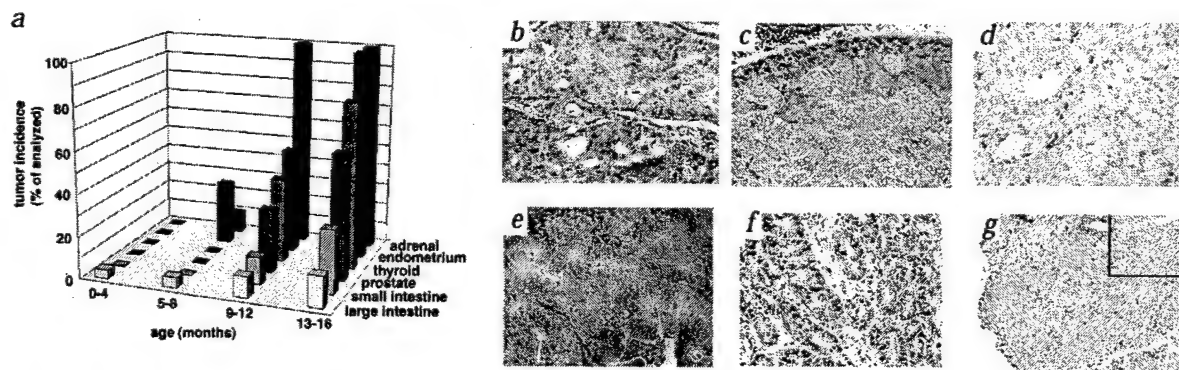 a
100
80
60
40
20
0
tumor incidence
(% of analyzed)
0–4
5–8
9–12
13–16
age (months)
adrenal
endometrium
thyroid
prostate
small intestine
large intestine
b
c
d
e
f
g